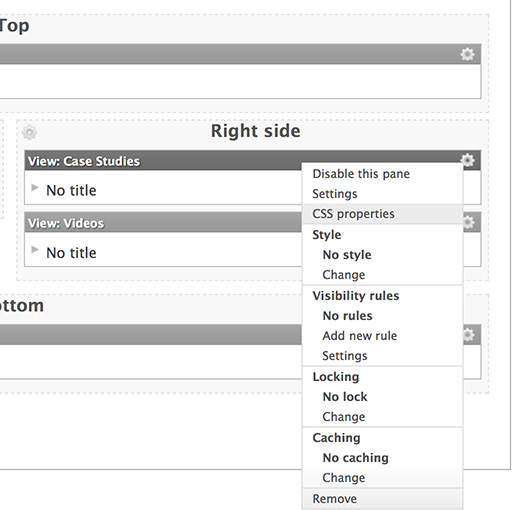 Top
Right side
View: Case Studies
No title
View: Videos
No title
ottom
Disable this pane
Settings
CSS properties
Style
No style
Change
Visibility rules
No rules
Add new rule
Settings
Locking
No lock
Change
Caching
No caching
Change
Remove